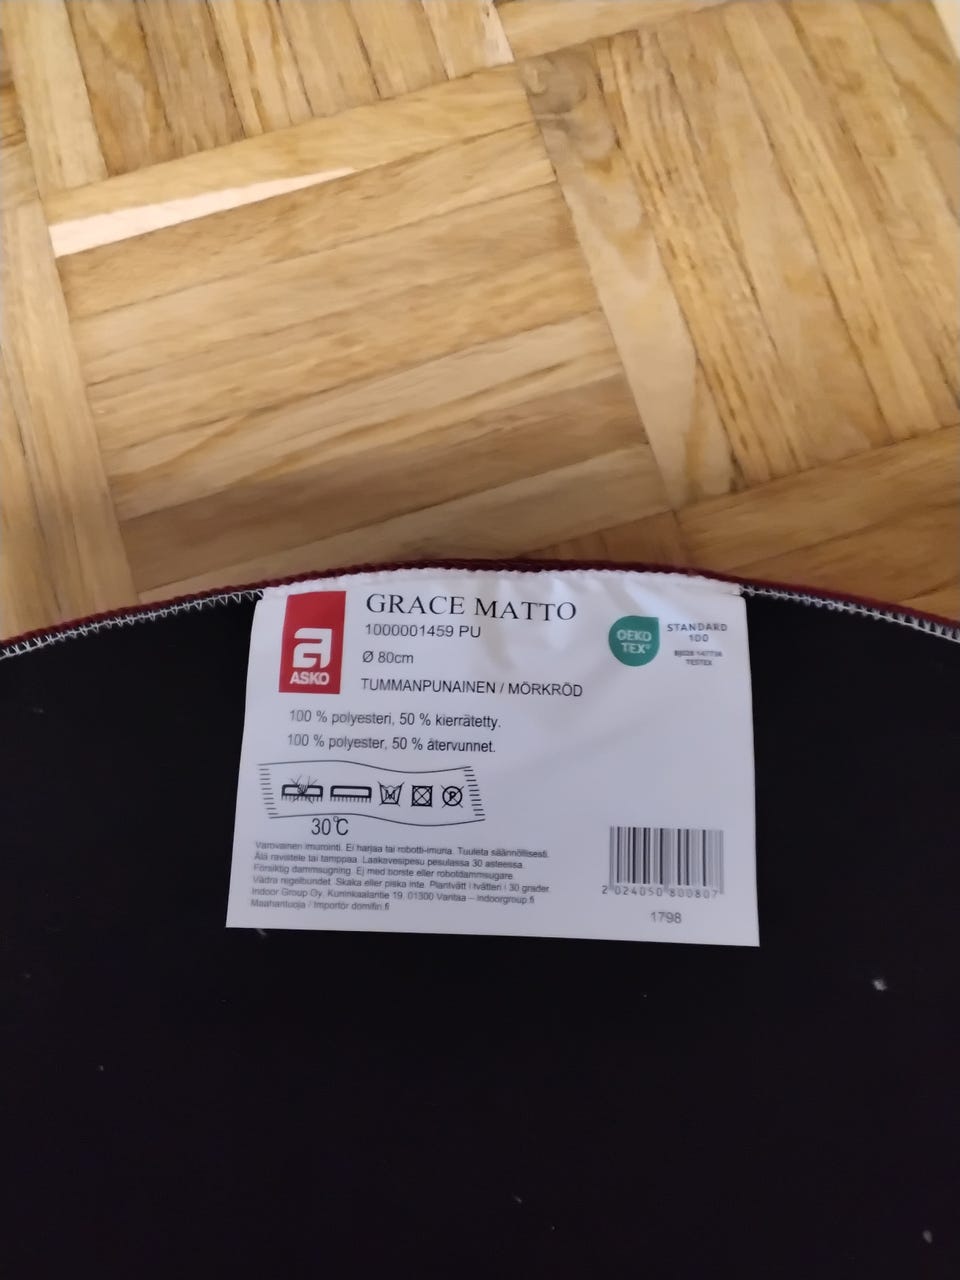 GRACE MATTO
1000001459 PU
Ø 80cm
TUMMANPUNAINEN / MÖRKRÖD
ASKO
OEKO
TEX®
STANDARD
100
TESTEX
100 % polyesteri, 50 % kierrätetty.
100 % polyester, 50 % återvunnet.
P
30°C
Varovainen imurointi. Ei harjaa tai robotti-imuria. Tuuleta säännöllisesti.
Älä ravistele tai tamppaa. Laakavesipesu pesulassa 30 asteessa.
Försiktig dammsugning. Ej med borste eller robotdammsugare.
Vädra regelbundet. Skaka eller piska inte. Plantvätt i tvätteri i 30 grader.
Indoor Group Oy, Kuninkaalantie 19, 01300 Vantaa – indoorgroup.fi
Maahantuoja / Importör domifin.fi
2 024050 800807
1798